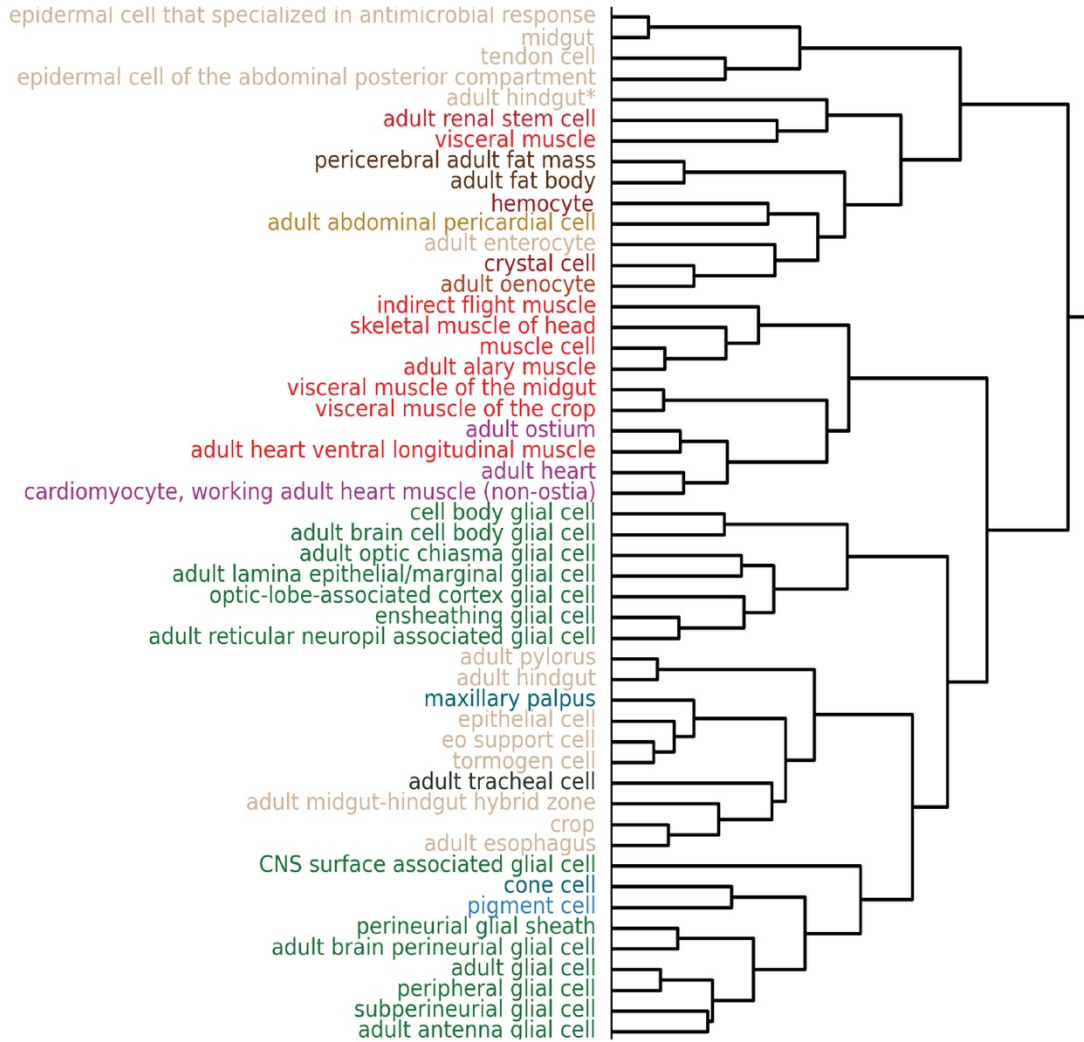 epidermal cell that specialized in antimicrobial response
midgut
tendon cell
epidermal cell of the abdominal posterior compartment
adult hindgut*
adult renal stem cell
visceral muscle
pericerebral adult fat mass
adult fat body
hemocyte
adult abdominal pericardial cell
adult enterocyte
crystal cell
adult oenocyte
indirect flight muscle
skeletal muscle of head
muscle cell
adult alary muscle
visceral muscle of the midgut
visceral muscle of the crop
adult ostium
adult heart ventral longitudinal muscle
adult heart
cardiomyocyte, working adult heart muscle (non-ostia)
cell body glial cell
adult brain cell body glial cell
adult optic chiasma glial cell
adult lamina epithelial/marginal glial cell
optic-lobe-associated cortex glial cell
ensheathing glial cell
adult reticular neuropil associated glial cell
adult pylorus
adult hindgut
maxillary palpus
epithelial cell
eo support cell
tormogen cell
adult tracheal cell
adult midgut-hindgut hybrid zone
crop
adult esophagus
CNS surface associated glial cell
cone cell
pigment cell
perineurial glial sheath
adult brain perineurial glial cell
adult glial cell
peripheral glial cell
subperineurial glial cell
adult antenna glial cell